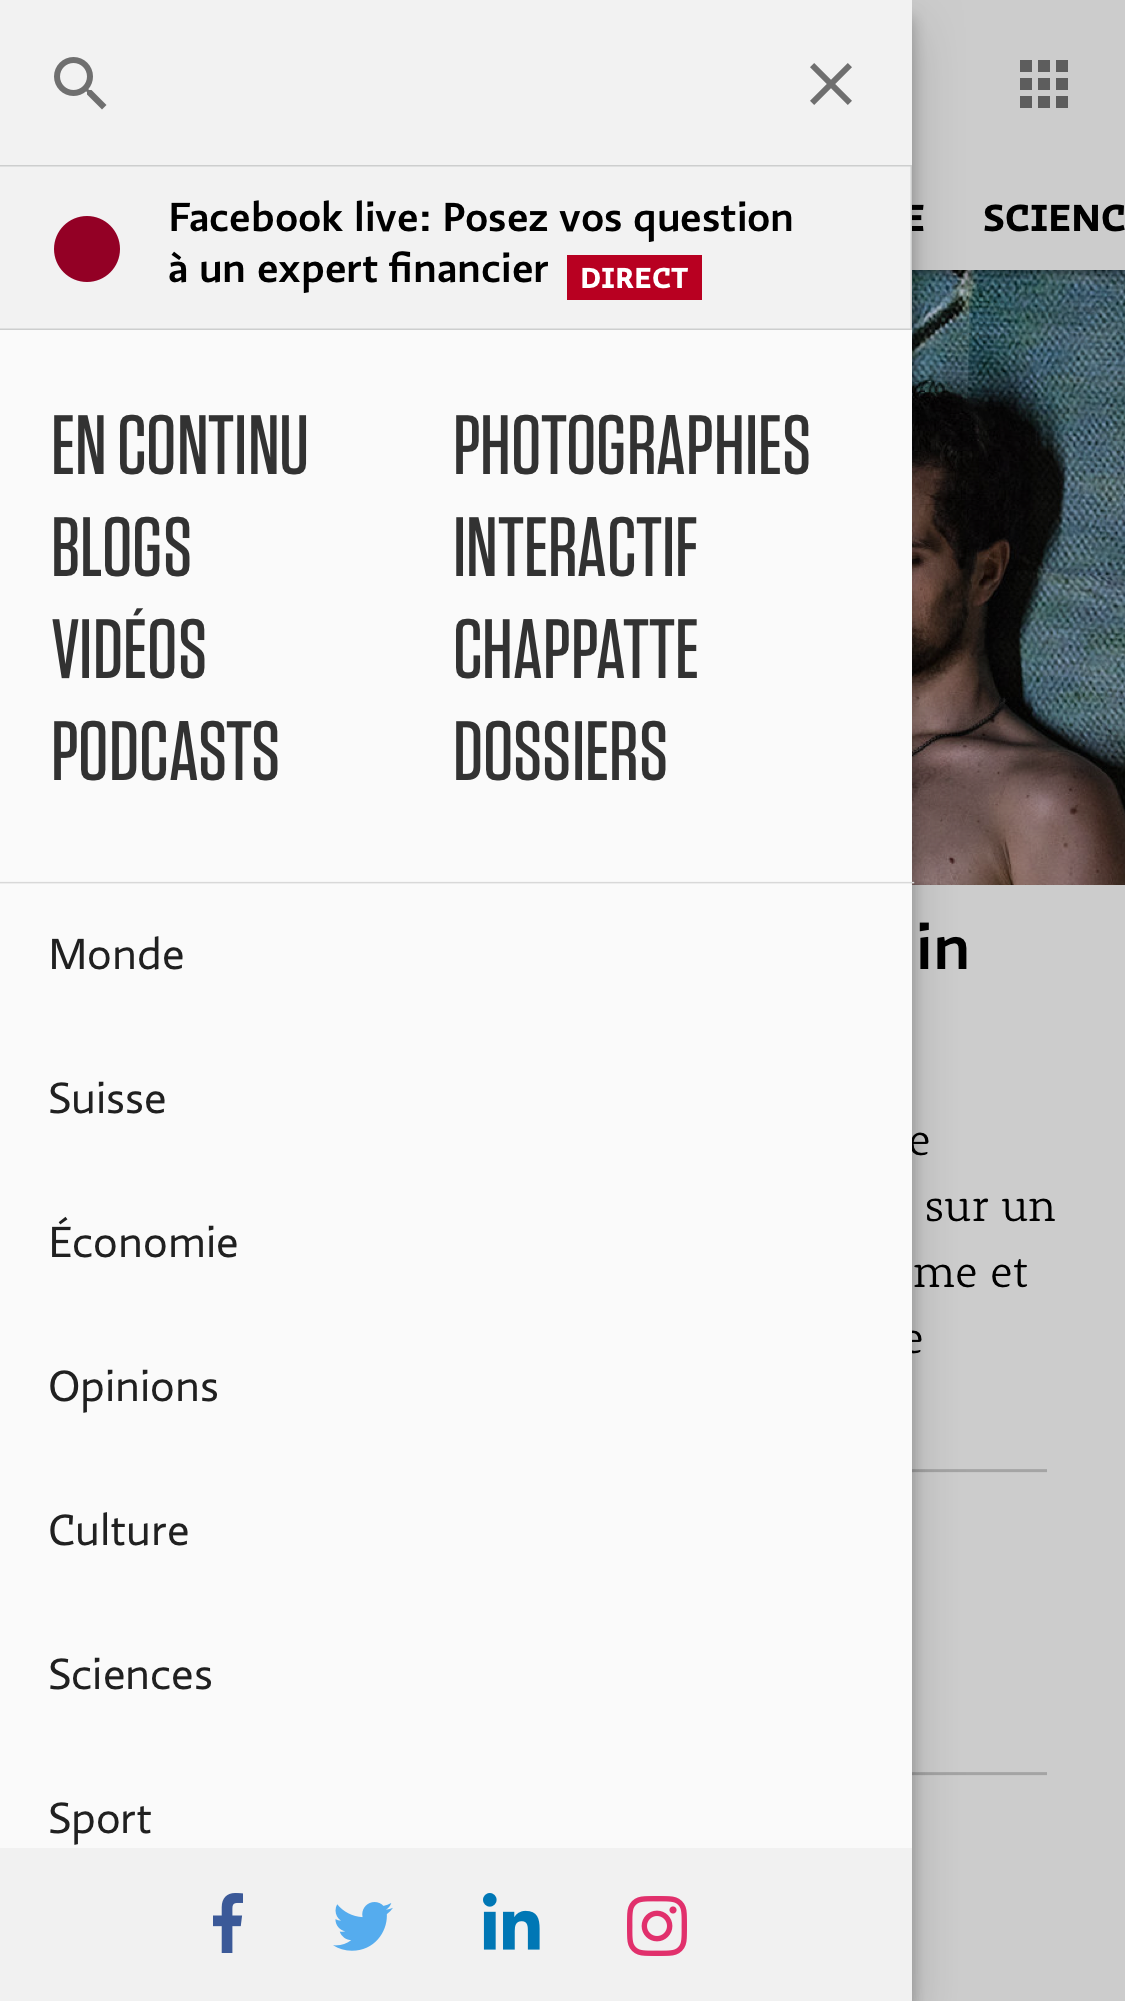 Facebook live: Posez vos question
à un expert financier DIRECT
EN CONTINU
BLOGS
VIDÉOS
PODCASTS
PHOTOGRAPHIES
INTERACTIF
CHAPPATTE
DOSSIERS
Monde
Suisse
Économie
Opinions
Culture
Sciences
Sport
E SCIENC
in
e
sur un
me et
e